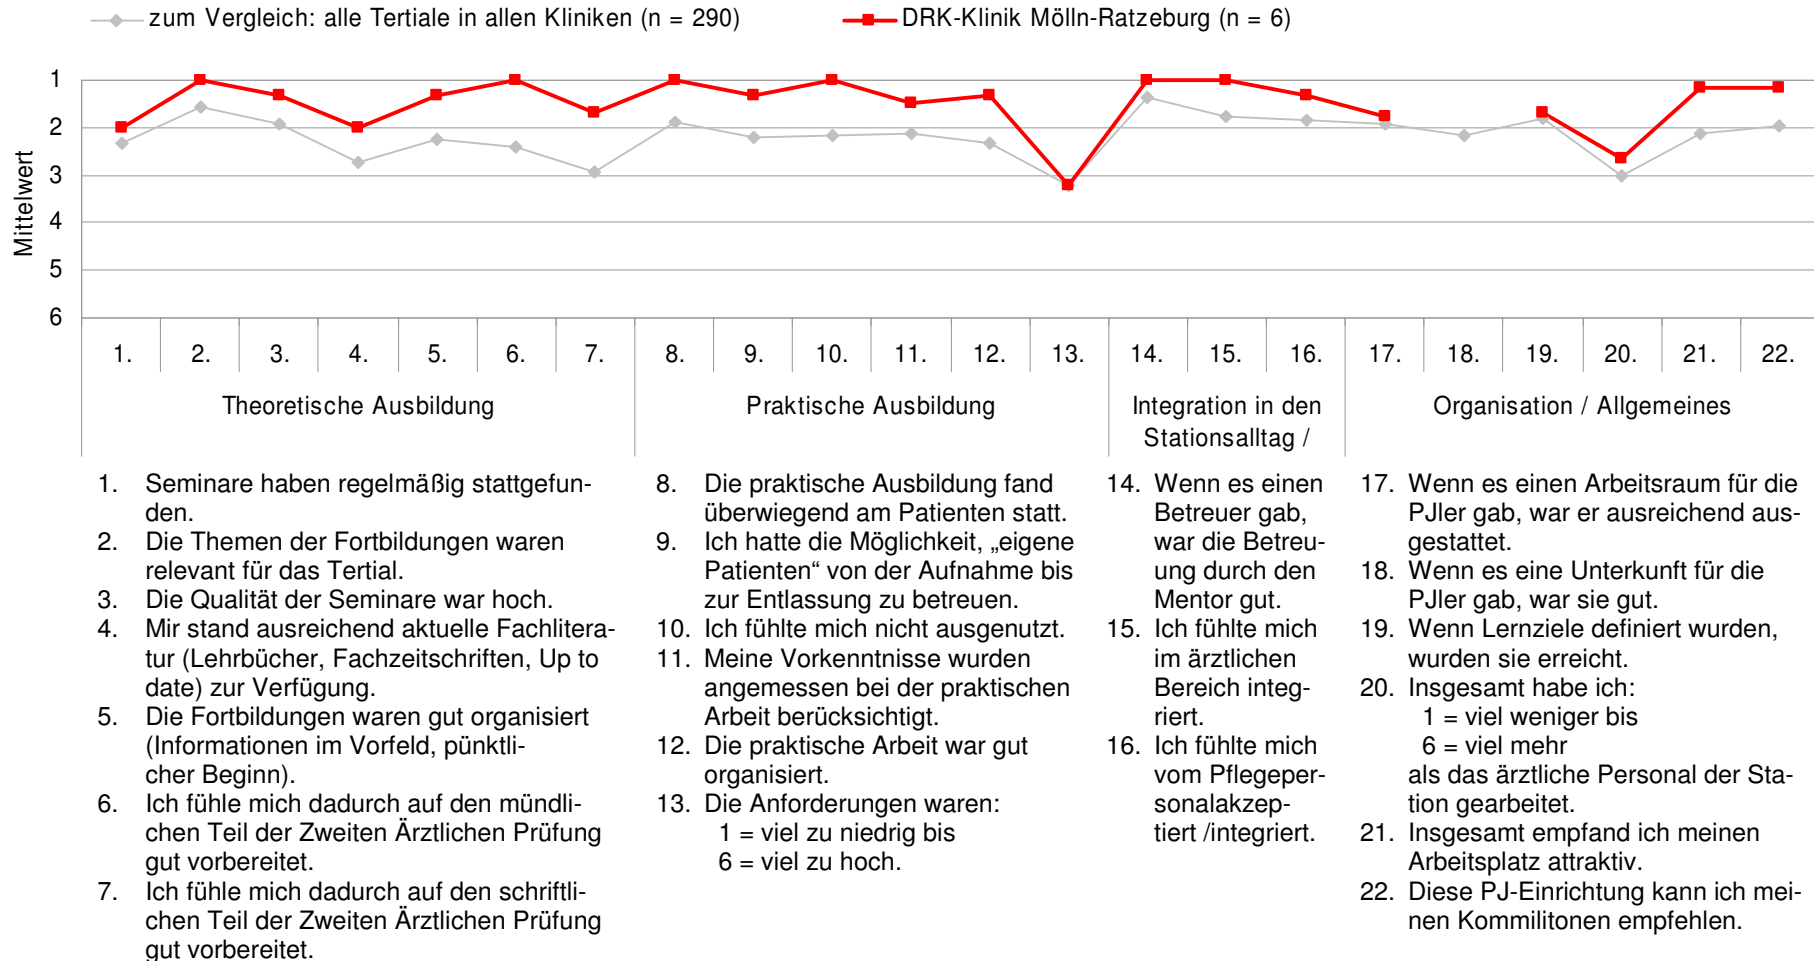 zum Vergleich: alle Tertiale in allen Kliniken (n = 290)
DRK-Klinik Mölln-Ratzeburg (n = 6)
Mittelwert
1
2
3
4
5
6
1. 2. 3. 4. 5. 6. 7. 8. 9. 10. 11. 12. 13. 14. 15. 16. 17. 18. 19. 20. 21. 22.
Theoretische Ausbildung
Praktische Ausbildung
Integration in den
Stationsalltag /
Organisation / Allgemeines
1. Seminare haben regelmäßig stattgefun-
den.
2. Die Themen der Fortbildungen waren
relevant für das Tertial.
3. Die Qualität der Seminare war hoch.
4. Mir stand ausreichend aktuelle Fachlitera-
tur (Lehrbücher, Fachzeitschriften, Up to
date) zur Verfügung.
5. Die Fortbildungen waren gut organisiert
(Informationen im Vorfeld, pünktli-
cher Beginn).
6. Ich fühle mich dadurch auf den mündli-
chen Teil der Zweiten Ärztlichen Prüfung
gut vorbereitet.
7. Ich fühle mich dadurch auf den schriftli-
chen Teil der Zweiten Ärztlichen Prüfung
gut vorbereitet.
8. Die praktische Ausbildung fand
überwiegend am Patienten statt.
9. Ich hatte die Möglichkeit, „eigene
Patienten“ von der Aufnahme bis
zur Entlassung zu betreuen.
10. Ich fühlte mich nicht ausgenutzt.
11. Meine Vorkenntnisse wurden
angemessen bei der praktischen
Arbeit berücksichtigt.
12. Die praktische Arbeit war gut
organisiert.
13. Die Anforderungen waren:
1 = viel zu niedrig bis
6 = viel zu hoch.
14. Wenn es einen
Betreuer gab,
war die Betreu-
ung durch den
Mentor gut.
15. Ich fühlte mich
im ärztlichen
Bereich integ-
riert.
16. Ich fühlte mich
vom Pflegeper-
sonalakzep-
tiert /integriert.
17. Wenn es einen Arbeitsraum für die
PJler gab, war er ausreichend aus-
gestattet.
18. Wenn es eine Unterkunft für die
PJler gab, war sie gut.
19. Wenn Lernziele definiert wurden,
wurden sie erreicht.
20. Insgesamt habe ich:
1 = viel weniger bis
6 = viel mehr
als das ärztliche Personal der Sta-
tion gearbeitet.
21. Insgesamt empfand ich meinen
Arbeitsplatz attraktiv.
22. Diese PJ-Einrichtung kann ich mei-
nen Kommilitonen empfehlen.